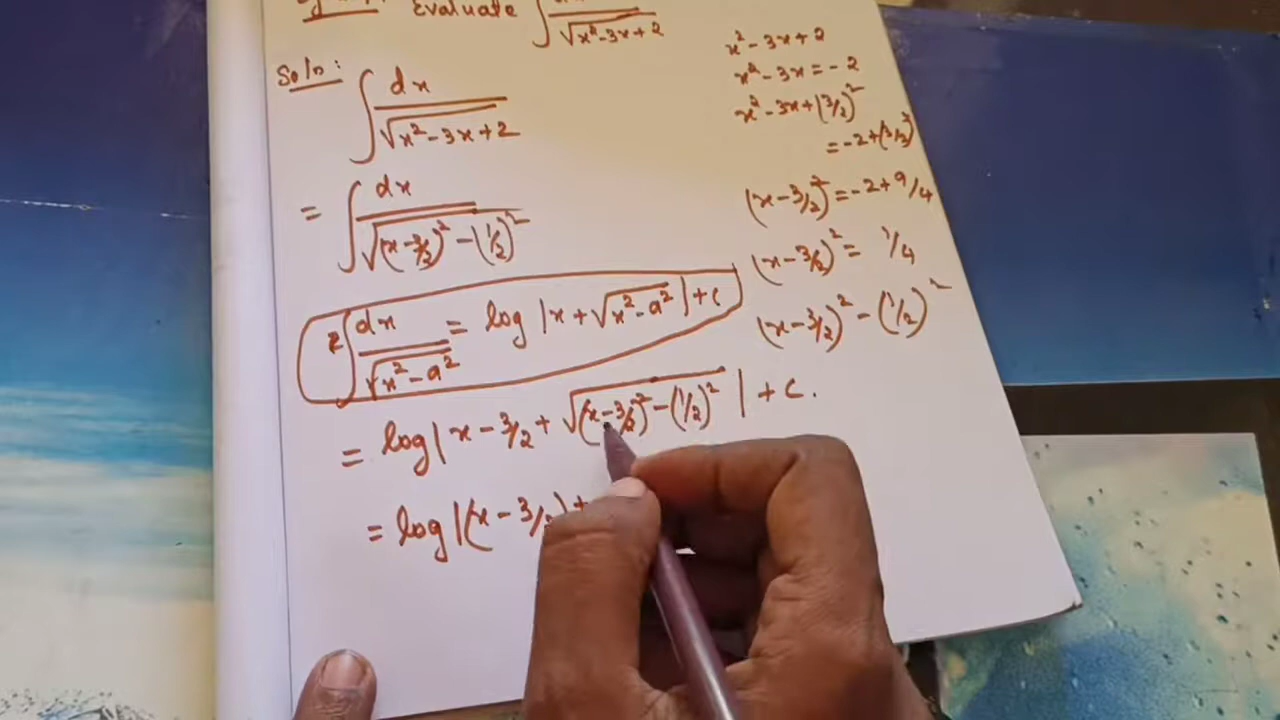 Evaluate ∫ dx/√(x²-3x+2)
Soln:
∫ dx/√(x²-3x+2)
= ∫ dx/√((x-3/2)²-(1/2)²)
∫ dx/√(x²-a²) = log |x+√(x²-a²)|+c
= log|x-3/2+√((x-3/2)²-(1/2)²)|+c.
= log|(x-3/2)+
x²-3x+2
x²-3x=-2
x²-3x+(3/2)²
=-2+(3/2)²
(x-3/2)²=-2+9/4
(x-3/2)²= 1/4
(x-3/2)²-(1/2)²